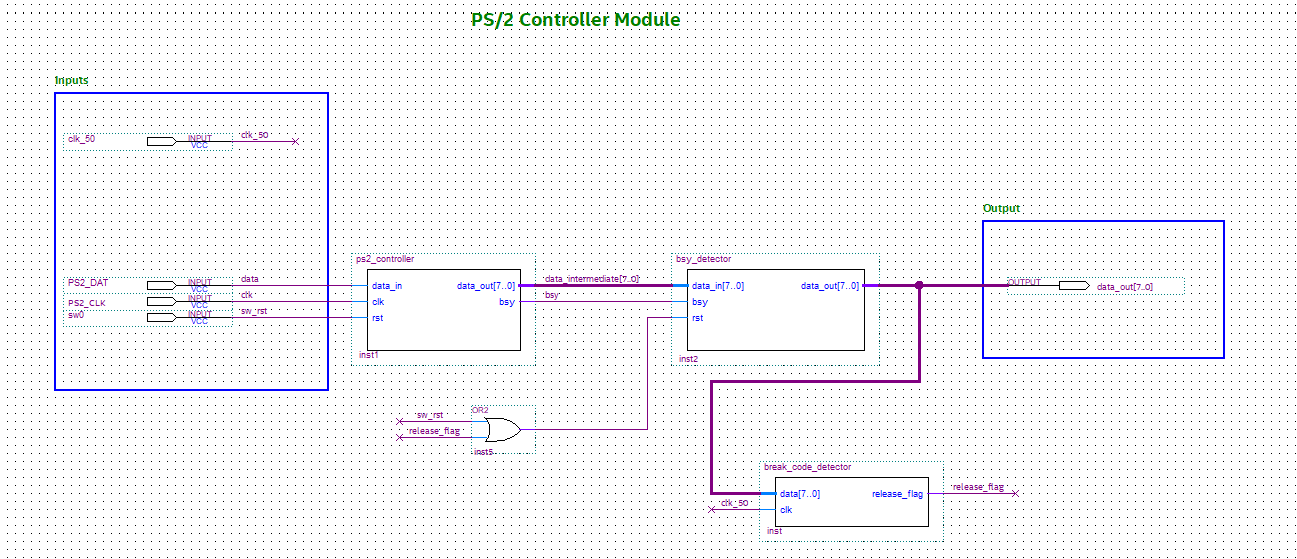 PS/2 Controller Module
Inputs
clk_50 INPUT VCC clk_50
Output
PS2_DAT INPUT VCC data
PS2_CLK INPUT VCC clk
sw0 INPUT VCC sw_rst
ps2_controller
data_in data_out[7..0]
clk bsy
rst
inst1
data_intermediate[7..0]
bsy
bsy_detector
data_in[7..0] data_out[7..0]
bsy
rst
inst2
OUTPUT data_out[7..0]
OR2
sw_rst
release_flag
inst5
break_code_detector
data[7..0] release_flag
clk
inst
clk_50
release_flag